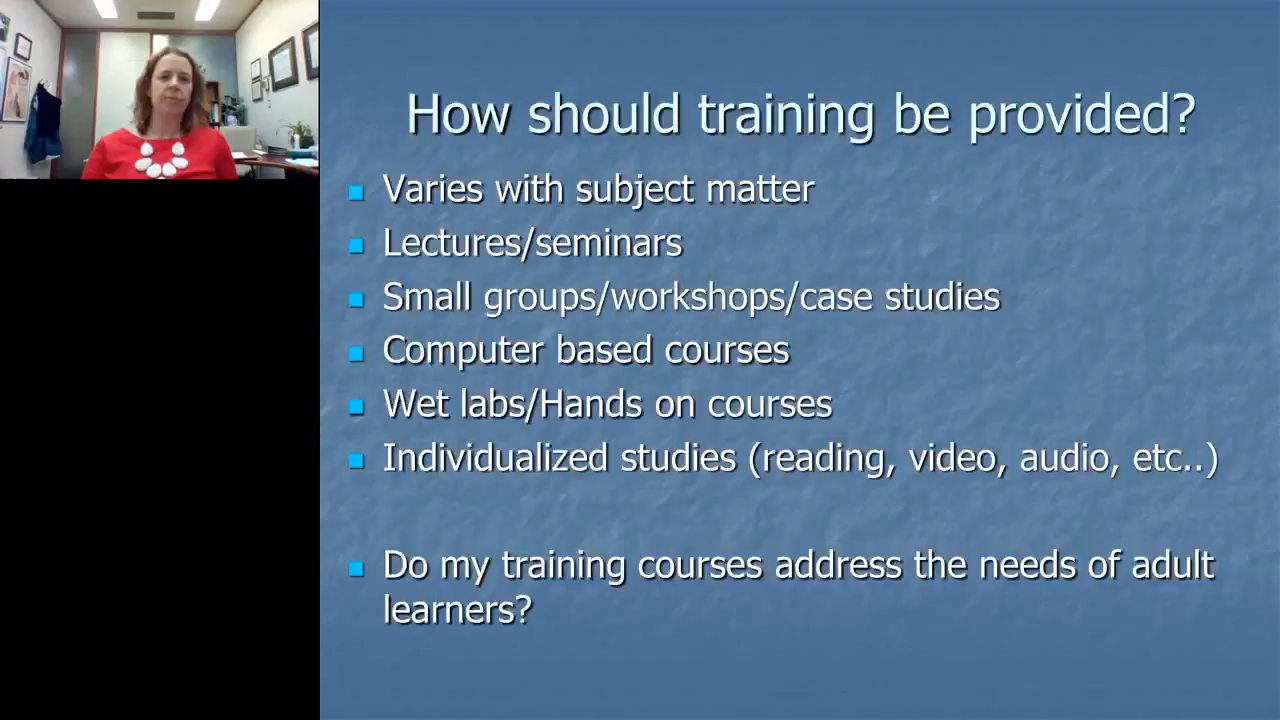 How should training be provided?
Varies with subject matter
Lectures/seminars
Small groups/workshops/case studies
Computer based courses
Wet labs/Hands on courses
Individualized studies (reading, video, audio, etc..)
Do my training courses address the needs of adult
learners?